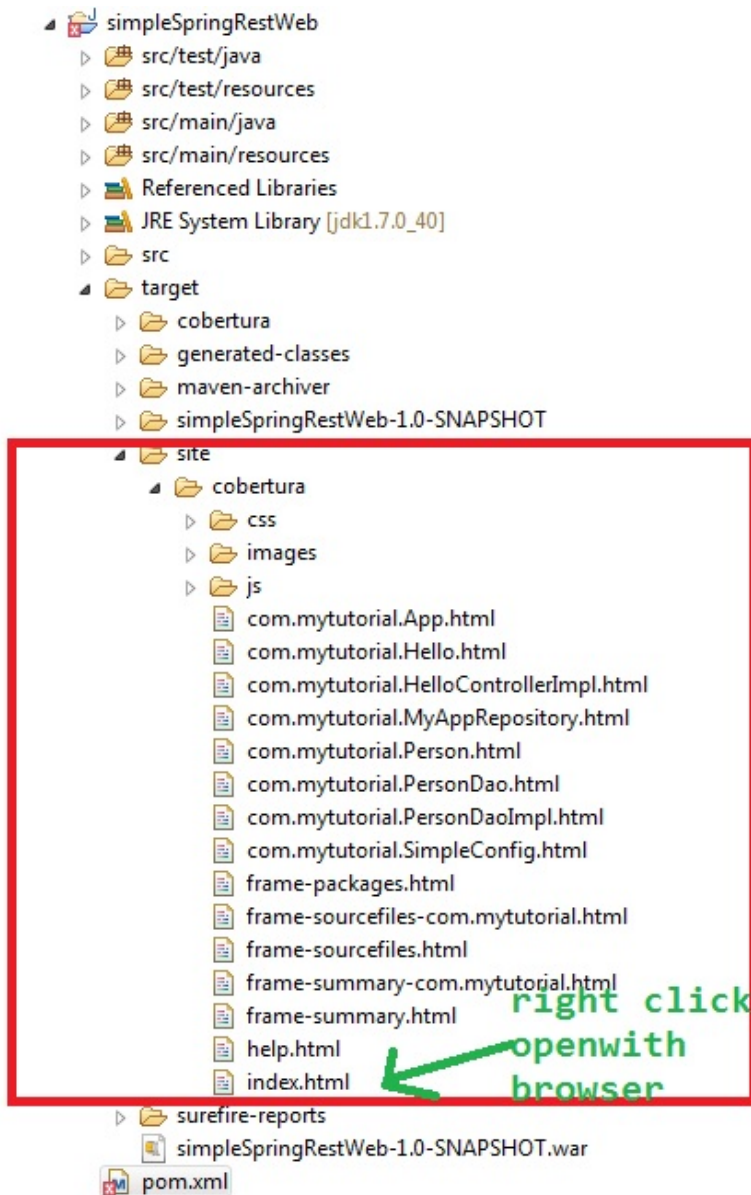 simpleSpringRestWeb
src/test/java
src/test/resources
src/main/java
src/main/resources
Referenced Libraries
JRE System Library [jdk1.7.0_40]
src
target
cobertura
generated-classes
maven-archiver
simpleSpringRestWeb-1.0-SNAPSHOT
site
cobertura
css
images
js
com.mytutorial.App.html
com.mytutorial.Hello.html
com.mytutorial.HelloControllerImpl.html
com.mytutorial.MyAppRepository.html
com.mytutorial.Person.html
com.mytutorial.PersonDao.html
com.mytutorial.PersonDaoImpl.html
com.mytutorial.SimpleConfig.html
frame-packages.html
frame-sourcefiles-com.mytutorial.html
frame-sourcefiles.html
frame-summary-com.mytutorial.html
frame-summary.html
help.html
index.html
right click
openwith
browser
surefire-reports
simpleSpringRestWeb-1.0-SNAPSHOT.war
pom.xml